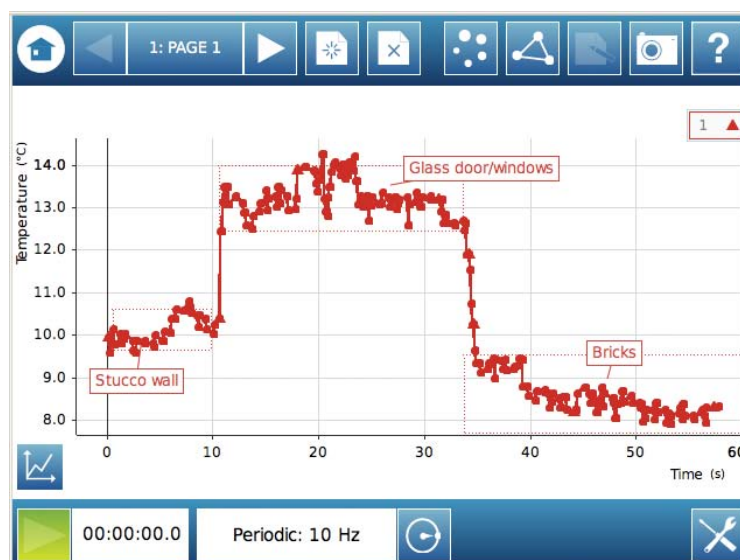 1: PAGE 1
?
1
Temperature (°C)
14.0
13.0
12.0
11.0
10.0
9.0
8.0
Glass door/windows
Stucco wall
Bricks
0 10 20 30 40 50 60
Time (s)
00:00:00.0
Periodic: 10 Hz